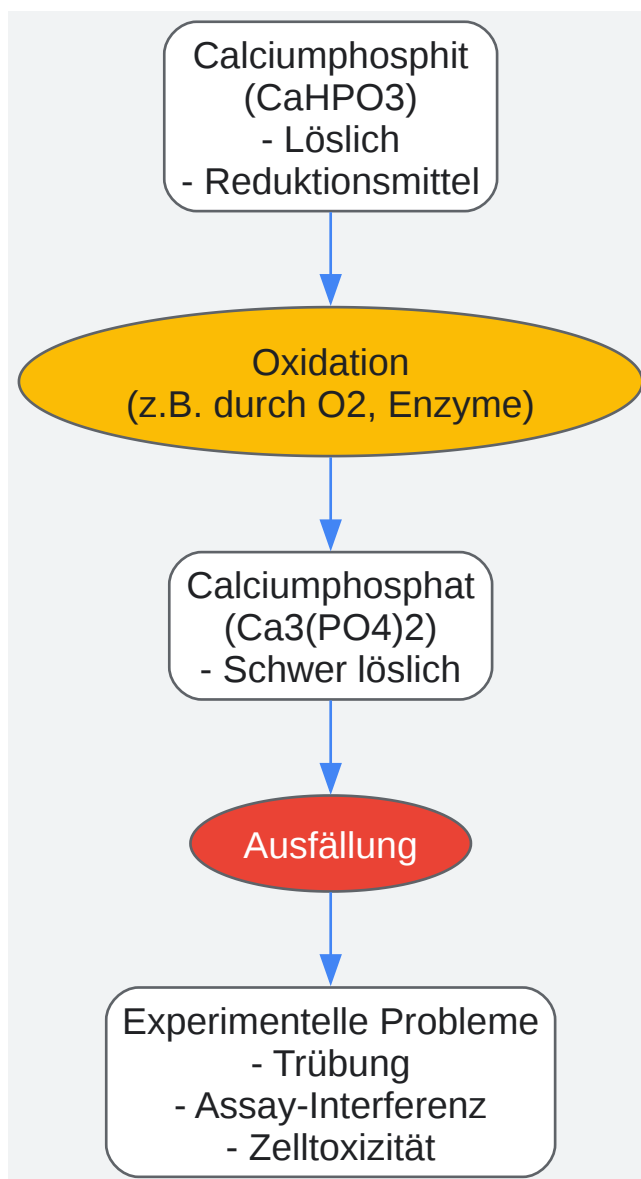 Calciumphosphit
(CaHPO3)
- Löslich
- Reduktionsmittel
Oxidation
(z.B. durch O2, Enzyme)
Calciumphosphat
(Ca3(PO4)2)
- Schwer löslich
Ausfällung
Experimentelle Probleme
- Trübung
- Assay-Interferenz
- Zelltoxizität